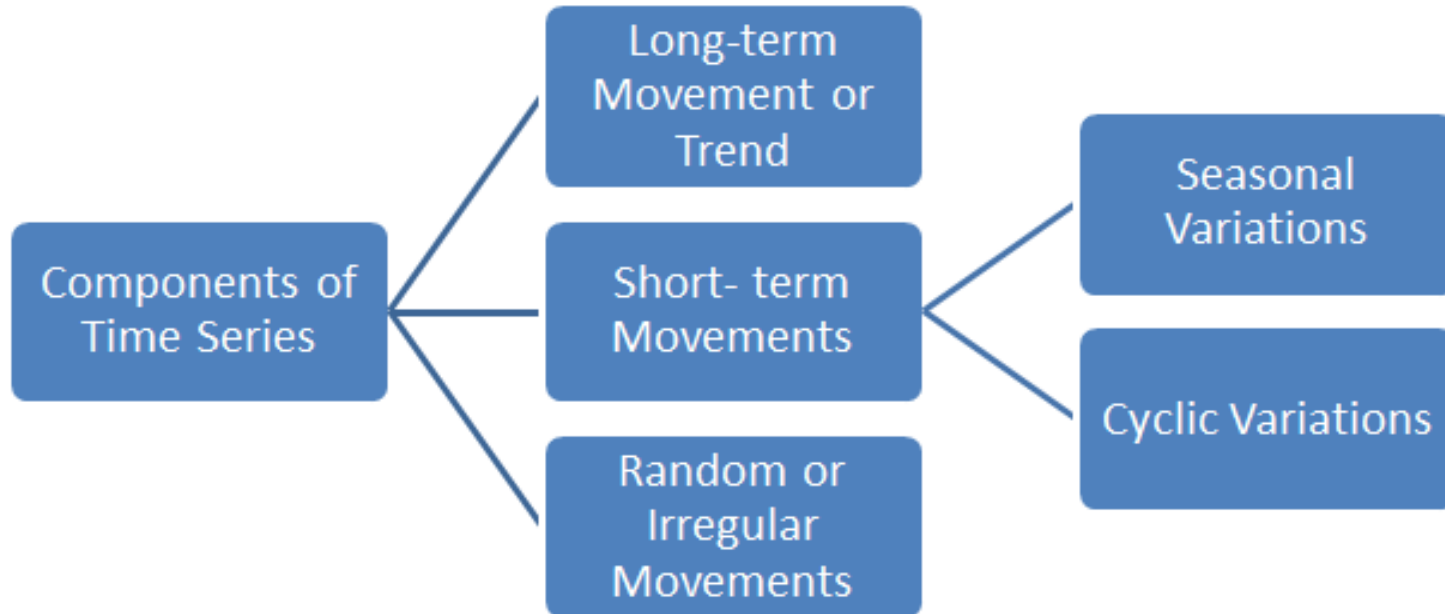 Components of
Time Series
Long-term
Movement or
Trend
Short- term
Movements
Random or
Irregular
Movements
Seasonal
Variations
Cyclic Variations